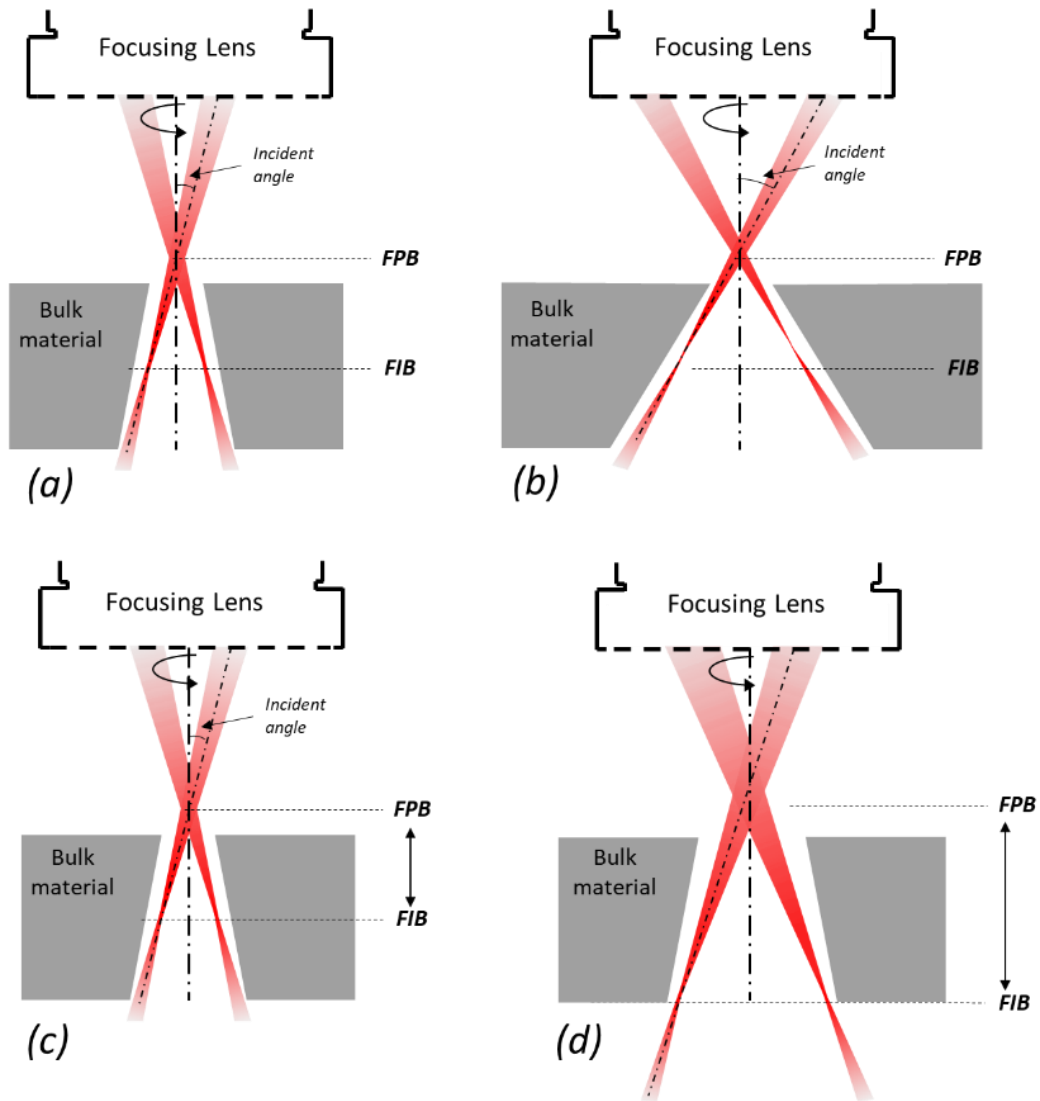 Focusing Lens
Incident
angle
FPB
Bulk
material
FIB
(a)
Focusing Lens
Incident
angle
FPB
Bulk
material
FIB
(b)
Focusing Lens
Incident
angle
FPB
Bulk
material
FIB
(c)
Focusing Lens
FPB
Bulk
material
FIB
(d)